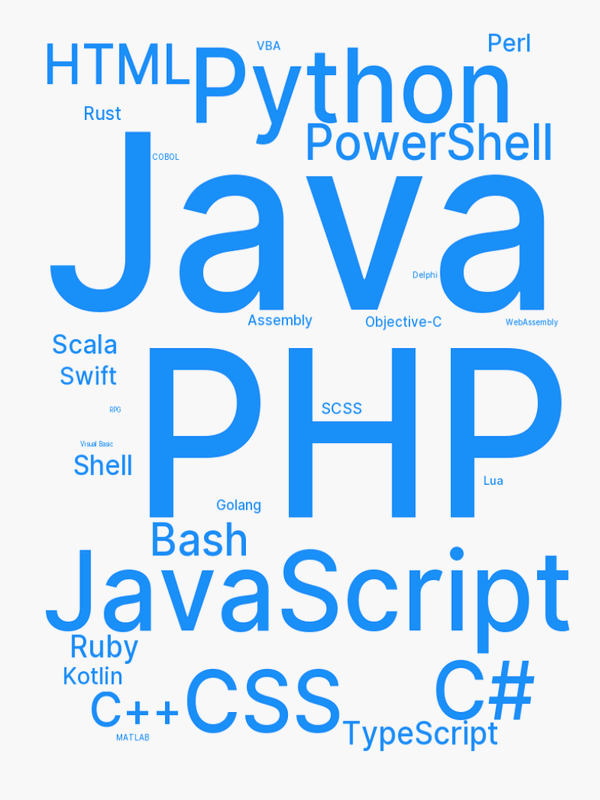 HTML
Python
VBA
Perl
Rust
PowerShell
COBOL
Java
Delphi
Assembly
Objective-C
WebAssembly
Scala
Swift
PHP
SCSS
RPG
Visual Basic
Shell
Lua
Golang
Bash
JavaScript
Ruby
Kotlin
C++
CSS
C#
TypeScript
MATLAB